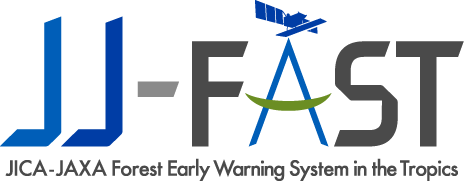 JJ-FAST
JICA-JAXA Forest Early Warning System in the Tropics